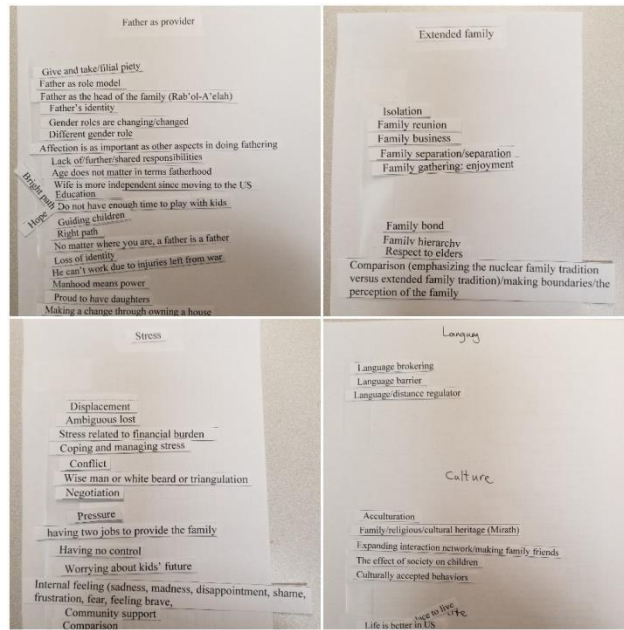 Father as provider
Give and take/filial piety
Father as role model
Father as the head of the family (Rab'ol-A'elah)
Father's identity
Gender roles are changing/changed
Different gender role
Affection is as important as other aspects in doing fathering
Lack of/further/shared responsibilities
Age does not matter in terms fatherhood
Wife is more independent since moving to the US
Bright path
Education
Do not have enough time to play with kids
Hope
Guiding children
Right path
No matter where you are, a father is a father
Loss of identity
He can't work due to injuries left from war
Manhood means power
Proud to have daughters
Making a change through owning a house
Extended family
Isolation
Family reunion
Family business
Family separation/separation
Family gathering: enjoyment
Family bond
Family hierarchy
Respect to elders
Comparison (emphasizing the nuclear family tradition
versus extended family tradition)/making boundaries/the
perception of the family
Stress
Displacement
Ambiguous lost
Stress related to financial burden
Coping and managing stress
Conflict
Wise man or white beard or triangulation
Negotiation
Pressure
having two jobs to provide the family
Having no control
Worrying about kids' future
Internal feeling (sadness, madness, disappointment, shame,
frustration, fear, feeling brave,
Community support
Comparison
Language brokering
Language barrier
Language/distance regulator
Culture
Acculturation
Family/religious/cultural heritage (Mirath)
Expanding interaction network/making family friends
The effect of society on children
Culturally accepted behaviors
to live
Life is better in US